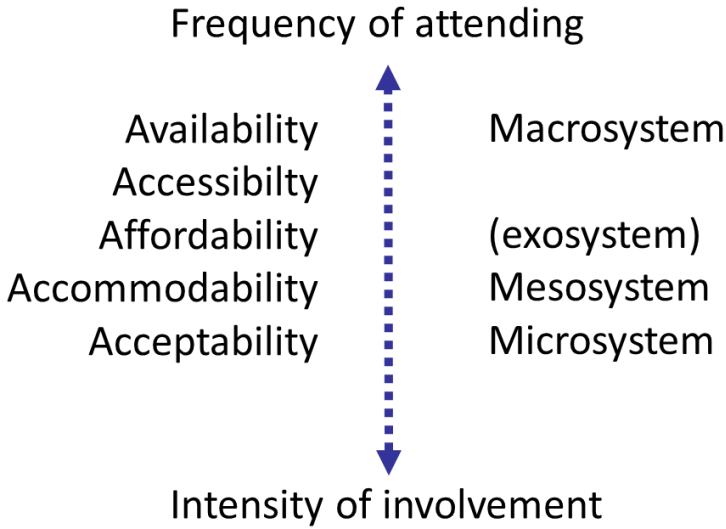 Frequency of attending
Availability Macrosystem
Accessibilty
Affordability (exosystem)
Accommodability Mesosystem
Acceptability Microsystem
Intensity of involvement